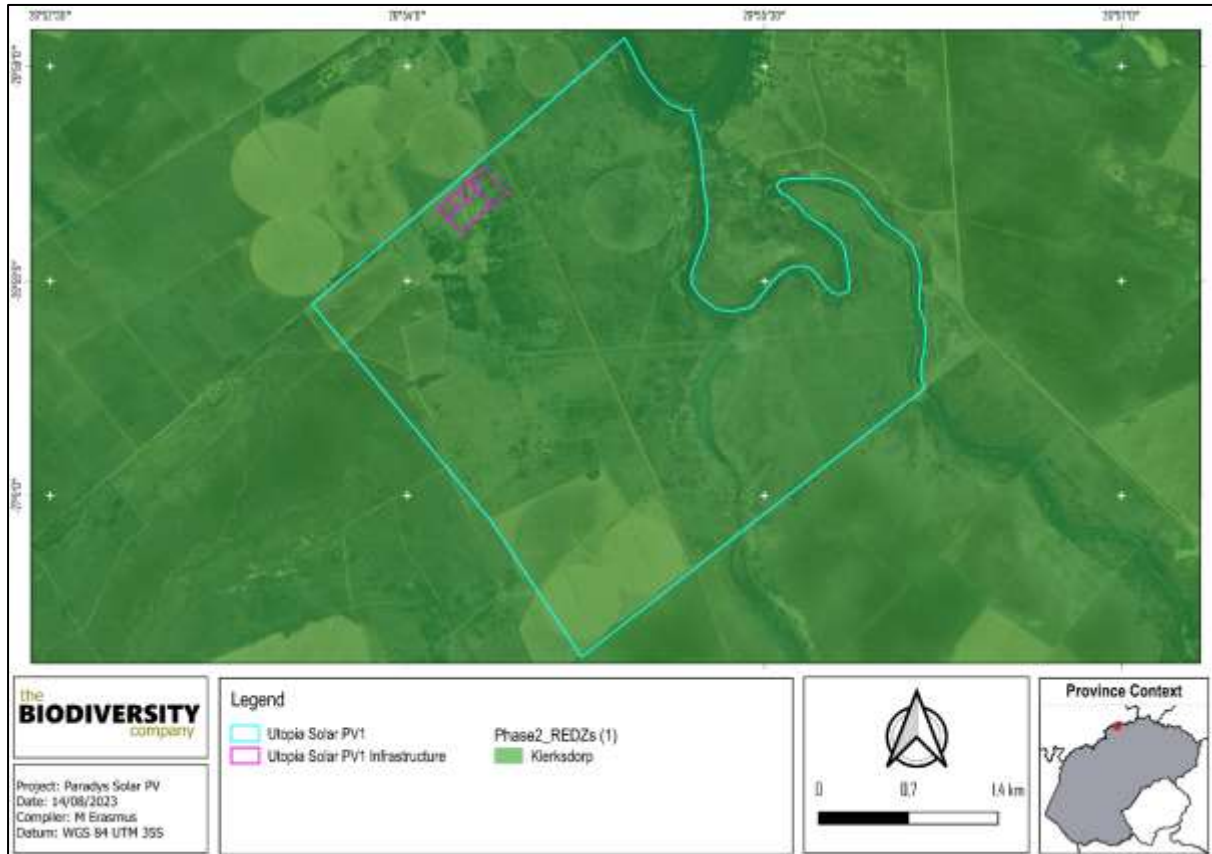 the
BIODIVERSITY
company
Project: Paradys Solar PV
Date: 14/08/2023
Compiler: M Erasmus
Datum: WGS 84 UTM 35S
Legend
Utopia Solar PV1
Utopia Solar PV1 Infrastructure
Phase2_REDZs (1)
Klerksdorp
0 0,7 1,4 km
Province Context